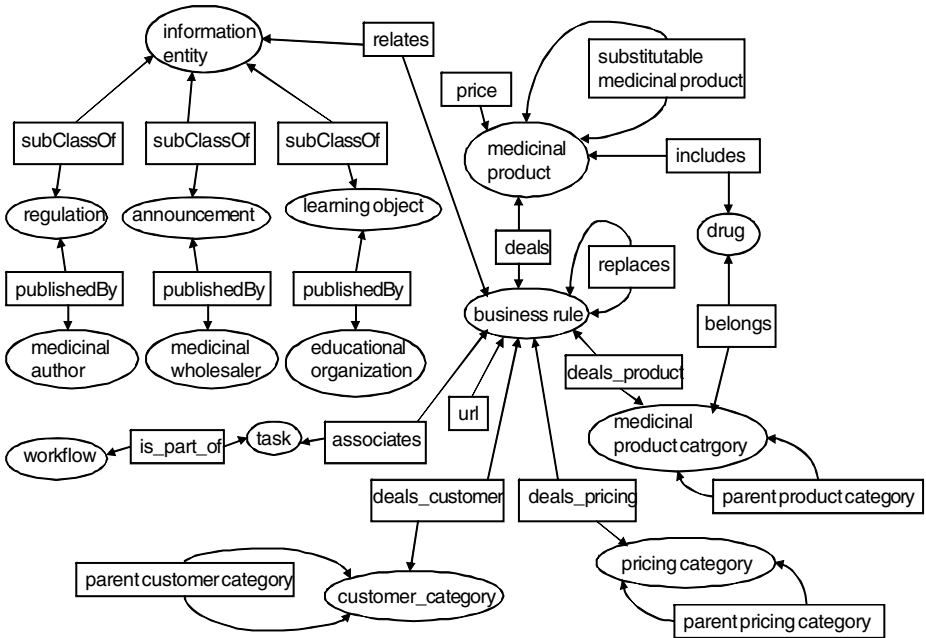 information
entity
relates
substitutable
medicinal product
price
subClassOf
subClassOf
subClassOf
medicinal
product
includes
regulation
announcement
learning object
drug
deals
replaces
publishedBy
publishedBy
publishedBy
business rule
belongs
medicinal
author
medicinal
wholesaler
educational
organization
deals_product
url
medicinal
product catrgory
workflow
is_part_of
task
associates
deals_customer
deals_pricing
parent product category
parent customer category
customer_category
pricing category
parent pricing category